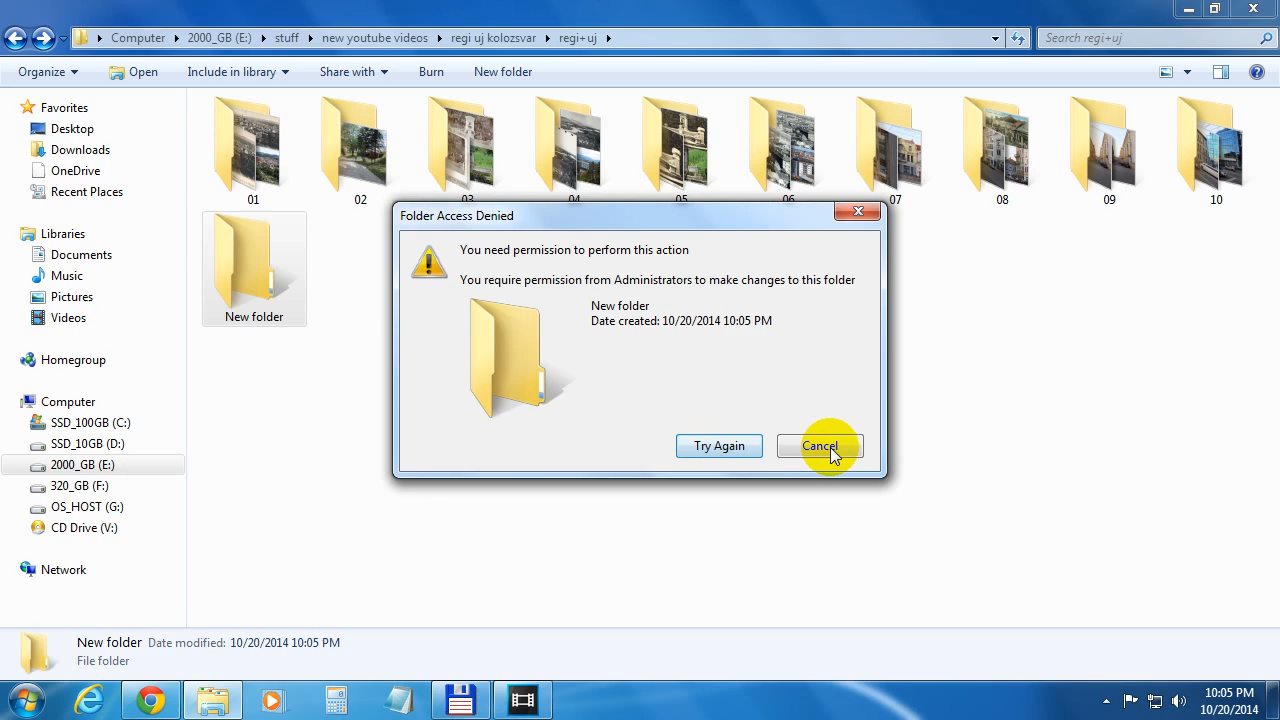 Computer 2000_GB (E:) stuff new youtube videos regi uj kolozsvar regi+uj
Search regi+uj
Organize Open Include in library Share with Burn New folder
Favorites
Desktop
Downloads
OneDrive
Recent Places
Libraries
Documents
Music
Pictures
Videos
Homegroup
Computer
SSD_100GB (C:)
SSD_10GB (D:)
2000_GB (E:)
320_GB (F:)
OS_HOST (G:)
CD Drive (V:)
Network
01 02 03 04 05 06 07 08 09 10
New folder
Folder Access Denied
You need permission to perform this action
You require permission from Administrators to make changes to this folder
New folder
Date created: 10/20/2014 10:05 PM
Try Again Cancel
New folder Date modified: 10/20/2014 10:05 PM
File folder
10:05 PM
10/20/2014